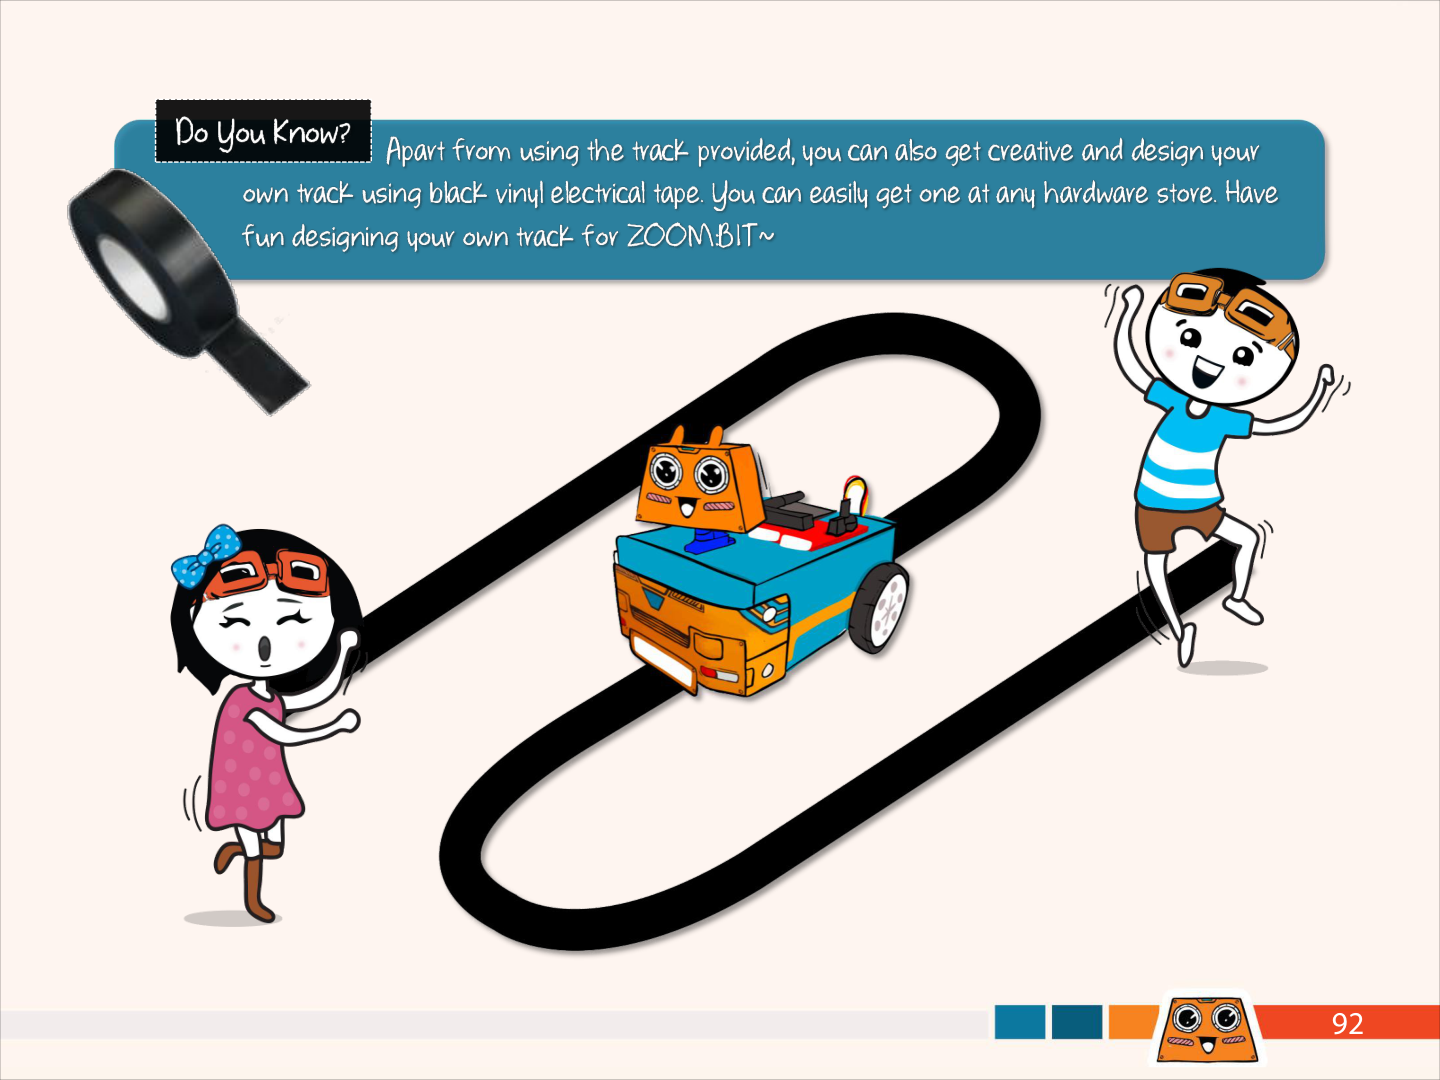 Do You Know?
Apart from using the track provided, you can also get creative and design your
own track using black vinyl electrical tape. You can easily get one at any hardware store. Have
fun designing your own track for ZOOM:BIT~
92